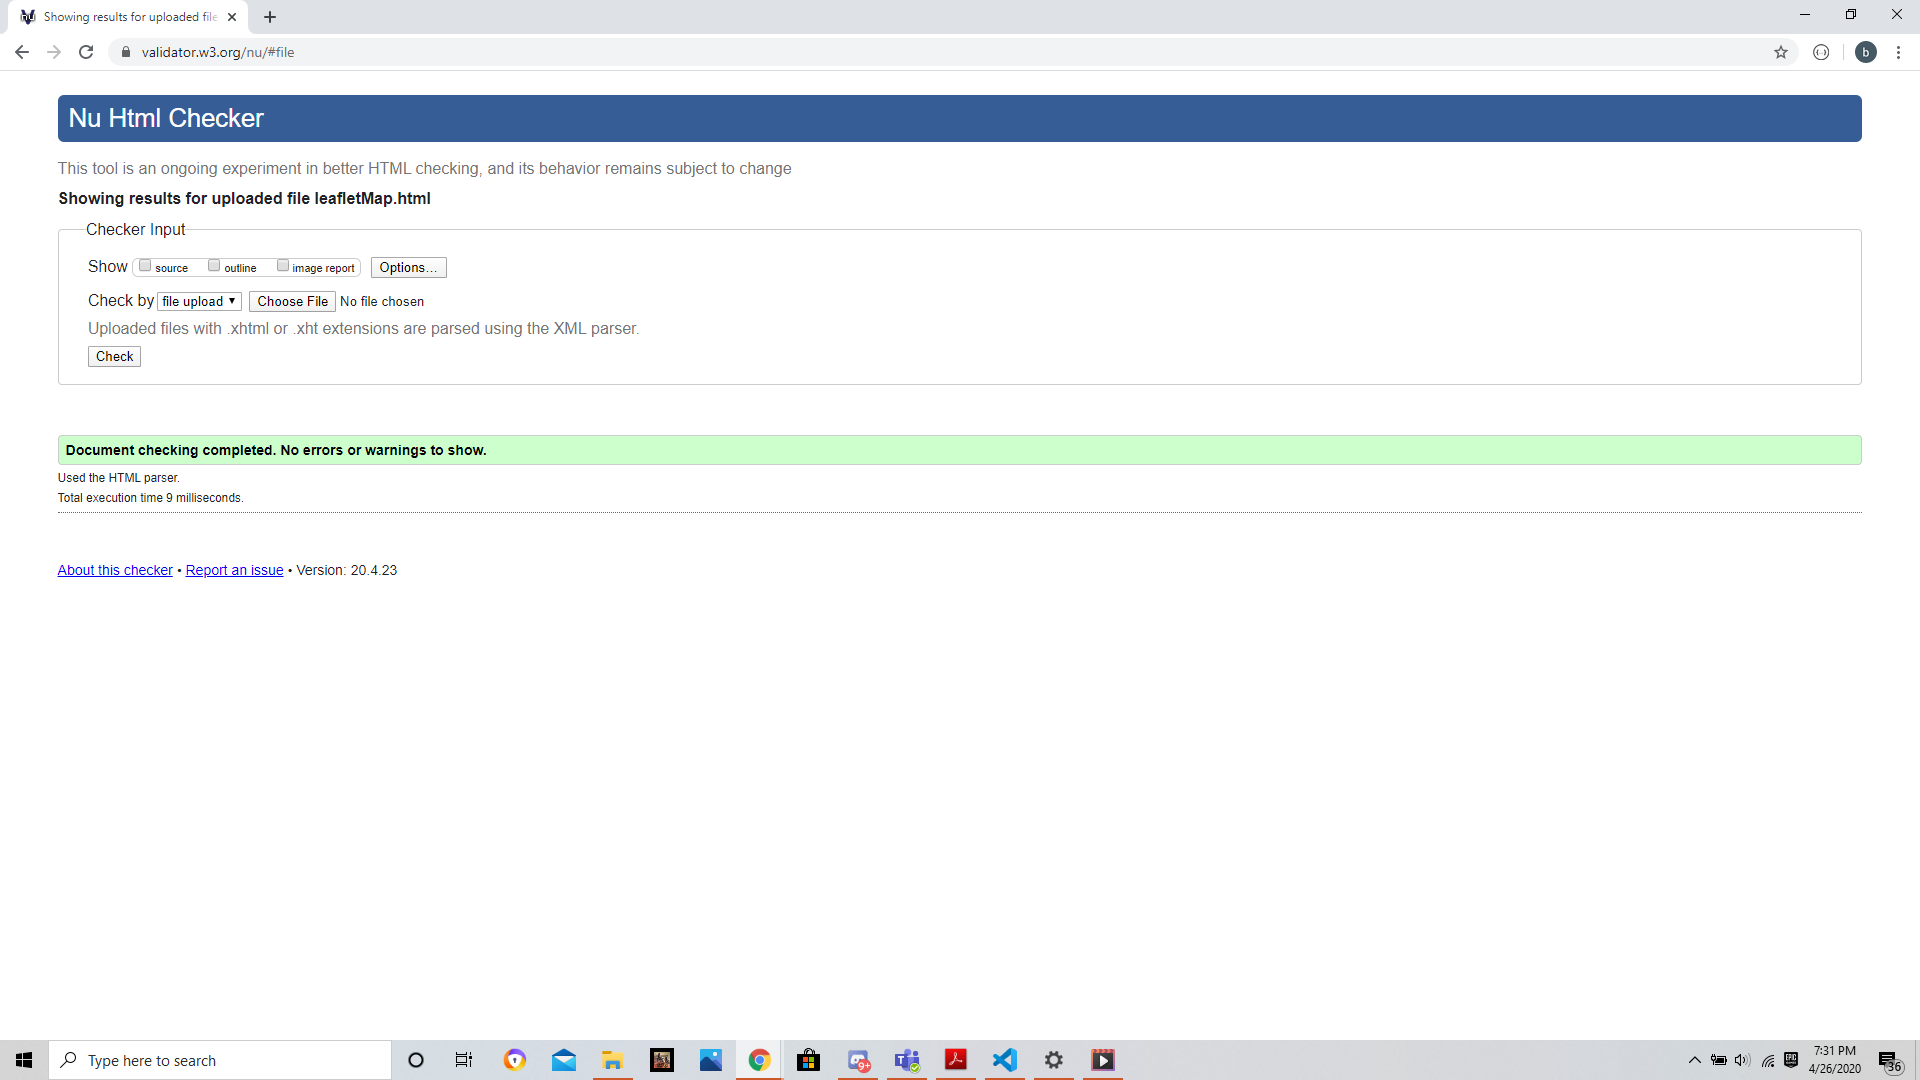 Showing results for uploaded file
validator.w3.org/nu/#file
b
Nu Html Checker
This tool is an ongoing experiment in better HTML checking, and its behavior remains subject to change
Showing results for uploaded file leafletMap.html
Checker Input
Show source outline image report Options...
Check by file upload Choose File No file chosen
Uploaded files with .xhtml or .xht extensions are parsed using the XML parser.
Check
Document checking completed. No errors or warnings to show.
Used the HTML parser.
Total execution time 9 milliseconds.
About this checker • Report an issue • Version: 20.4.23
Type here to search
9+
EPIC
7:31 PM
4/26/2020
36